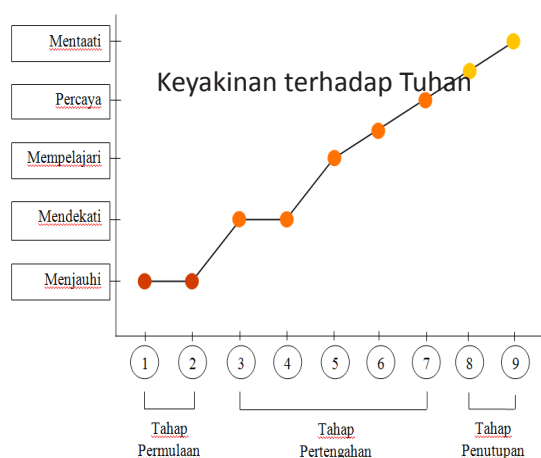 Keyakinan terhadap Tuhan
Mentaati
Percaya
Mempelajari
Mendekati
Menjauhi
1 2 3 4 5 6 7 8 9
Tahap
Permulaan
Tahap
Pertengahan
Tahap
Penutupan